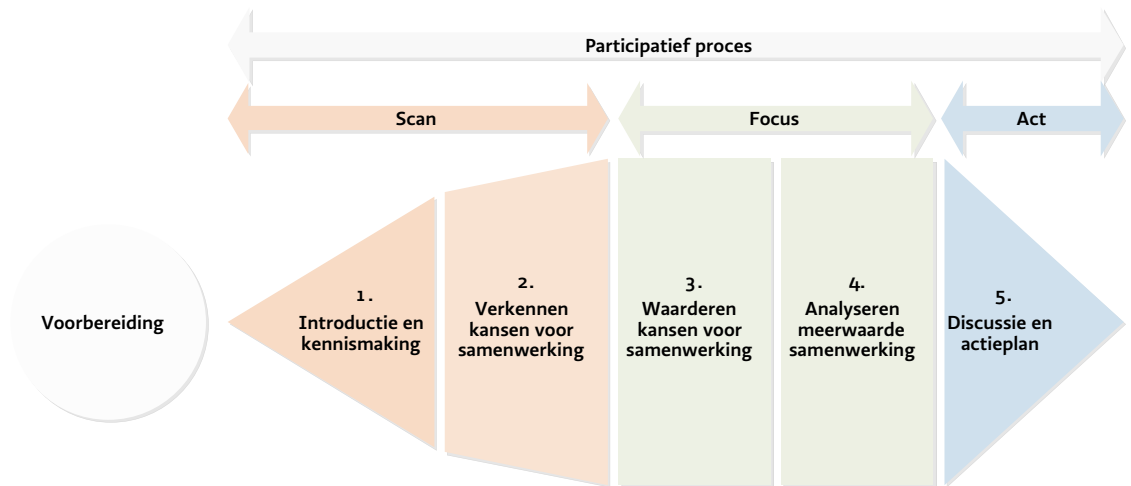 Participatief proces
Scan
Focus
Act
Voorbereiding
1.
Introductie en
kennismaking
2.
Verkennen
kansen voor
samenwerking
3.
Waarderen
kansen voor
samenwerking
4.
Analyseren
meerwaarde
samenwerking
5.
Discussie en
actieplan